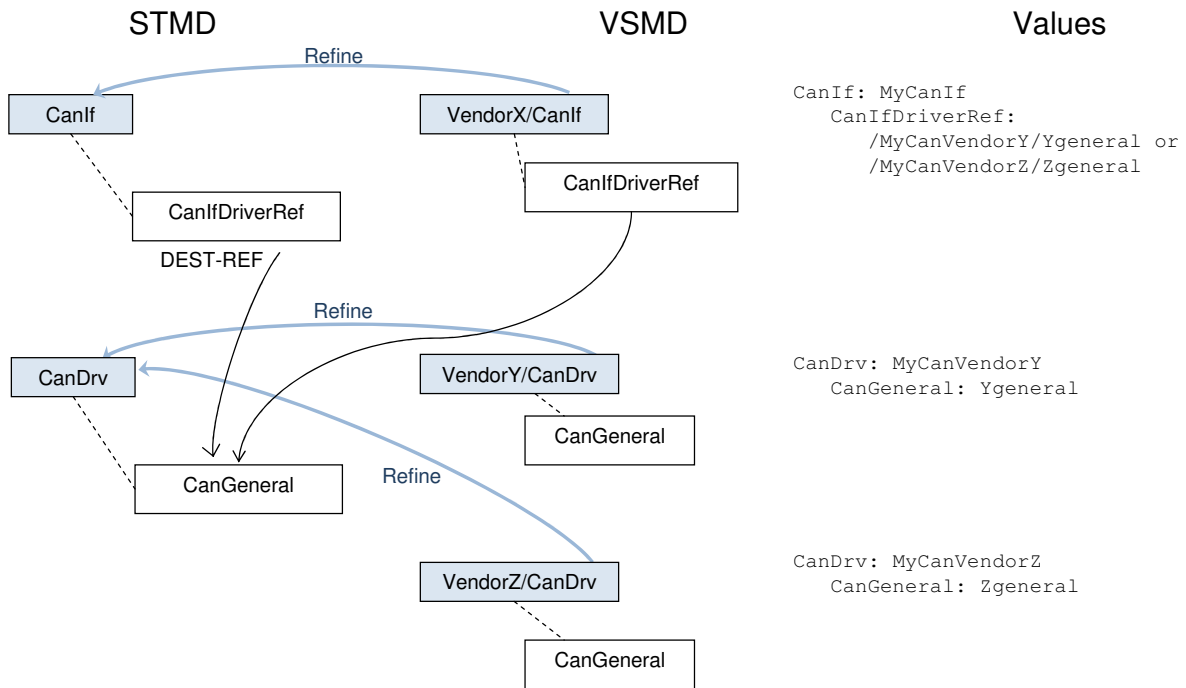 STMD
VSMD
Values
Refine
CanIf
VendorX/CanIf
CanIf: MyCanIf
CanIfDriverRef:
/MyCanVendorY/Ygeneral or
/MyCanVendorZ/Zgeneral
CanIfDriverRef
CanIfDriverRef
DEST-REF
Refine
CanDrv
VendorY/CanDrv
CanDrv: MyCanVendorY
CanGeneral: Ygeneral
CanGeneral
CanGeneral
Refine
VendorZ/CanDrv
CanDrv: MyCanVendorZ
CanGeneral: Zgeneral
CanGeneral